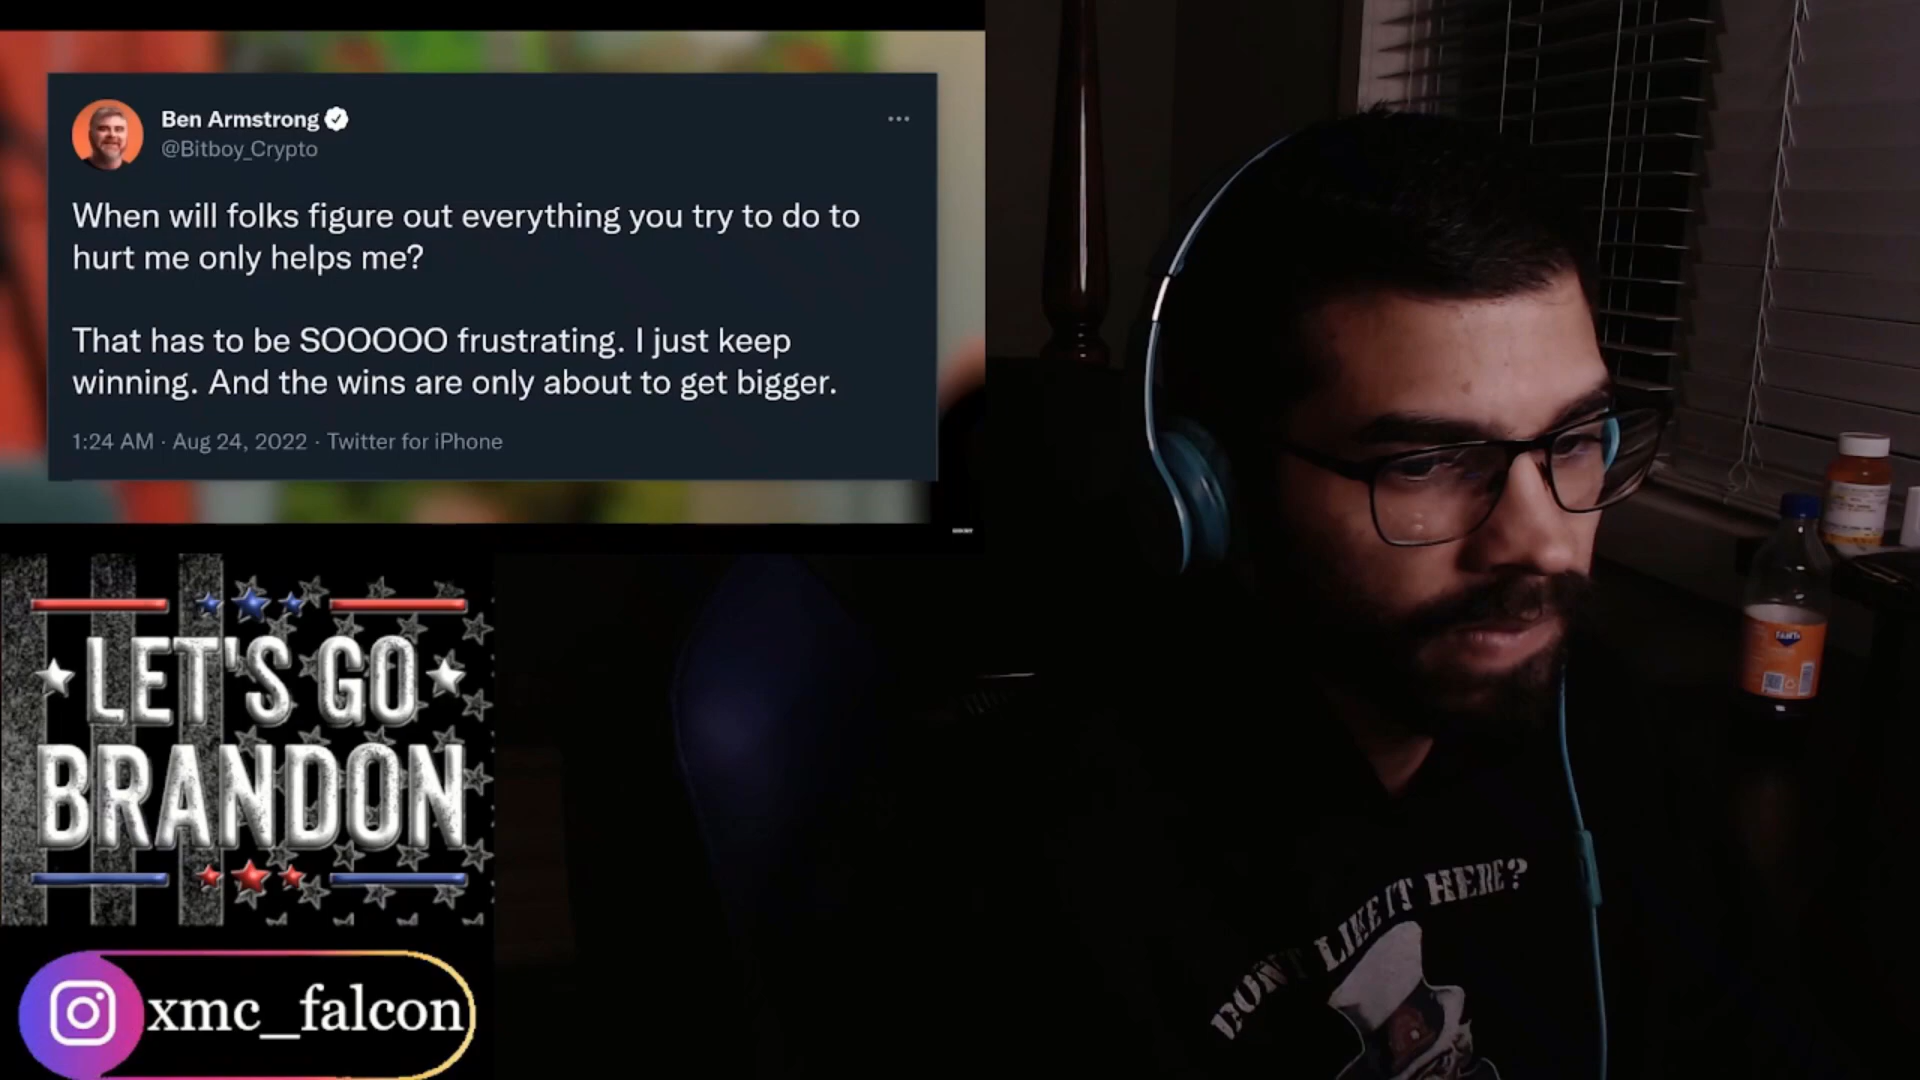 Ben Armstrong
@Bitboy_Crypto
When will folks figure out everything you try to do to
hurt me only helps me?
That has to be SOOOOO frustrating. I just keep
winning. And the wins are only about to get bigger.
1:24 AM · Aug 24, 2022 · Twitter for iPhone
LET'S GO
BRANDON
xmc_falcon
DONT LIKE IT HERE?